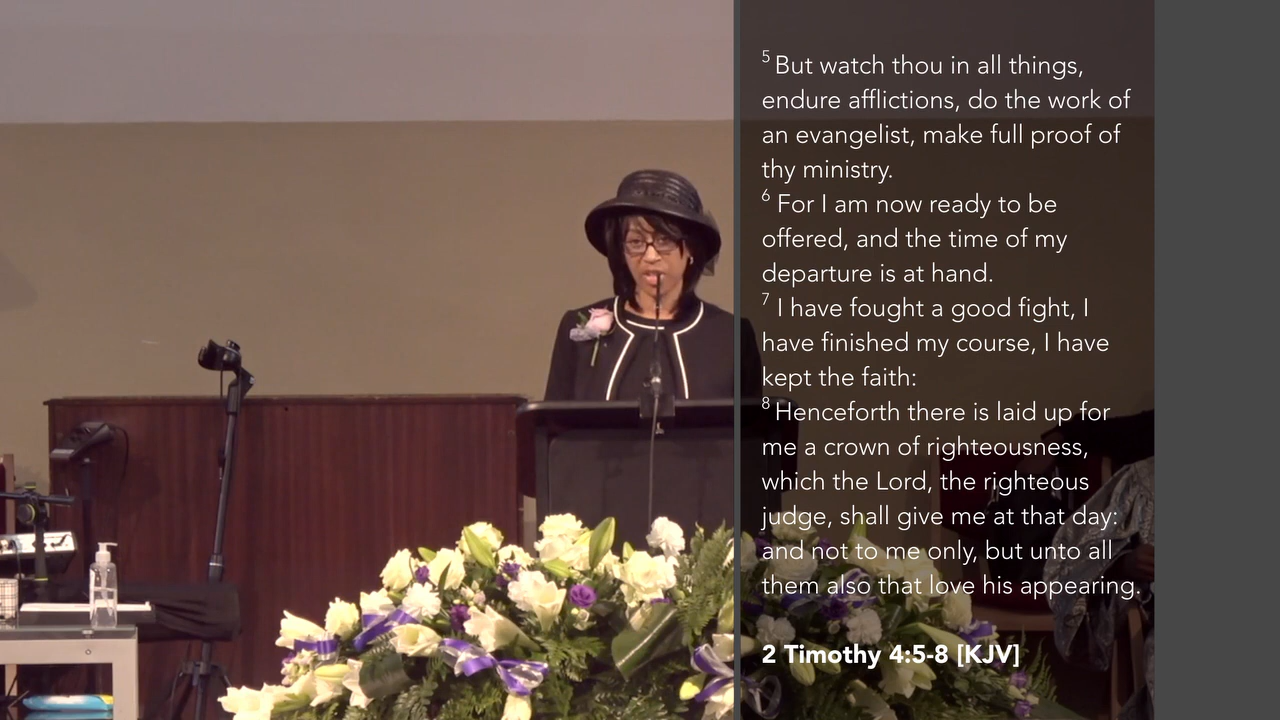 5 But watch thou in all things,
endure afflictions, do the work of
an evangelist, make full proof of
thy ministry.
6 For I am now ready to be
offered, and the time of my
departure is at hand.
7 I have fought a good fight, I
have finished my course, I have
kept the faith:
8 Henceforth there is laid up for
me a crown of righteousness,
which the Lord, the righteous
judge, shall give me at that day:
and not to me only, but unto all
them also that love his appearing.
2 Timothy 4:5-8 [KJV]